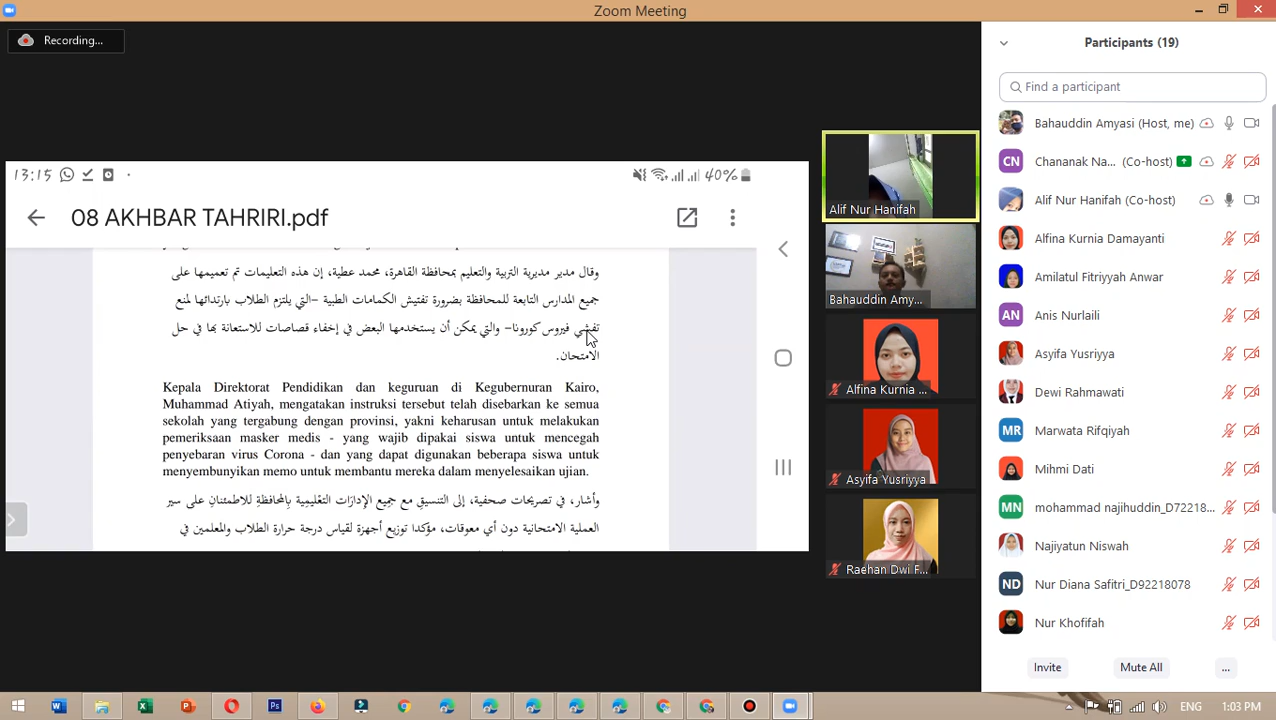 Zoom Meeting
Recording...
13:15
40%
08 AKHBAR TAHRIRI.pdf
وقال مدير مديرية التربية والتعليم بمحافظة القاهرة، محمد عطية، إن هذه التعليمات تم تعميمها على
جميع المدارس التابعة للمحافظة بضرورة تفتيش الكمامات الطبية –التي يلتزم الطلاب بارتدائها لمنع
تفشي فيروس كورونا– والتي يمكن أن يستخدمها البعض في إخفاء قصاصات للاستعانة بها في حل
الامتحان.
Kepala Direktorat Pendidikan dan keguruan di Kegubernuran Kairo,
Muhammad Atiyah, mengatakan instruksi tersebut telah disebarkan ke semua
sekolah yang tergabung dengan provinsi, yakni keharusan untuk melakukan
pemeriksaan masker medis - yang wajib dipakai siswa untuk mencegah
penyebaran virus Corona - dan yang dapat digunakan beberapa siswa untuk
menyembunyikan memo untuk membantu mereka dalam menyelesaikan ujian.
وأشار، في تصريحات صحفية، إلى التنسيق مع جميع الإدارات التعليمية بالمحافظة للاطمئنان على سير
العملية الامتحانية دون أي معوقات، مؤكدا توزيع أجهزة لقياس درجة حرارة الطلاب والمعلمين في
Alif Nur Hanifah
Bahauddin Amy...
Alfina Kurnia ...
Asyifa Yusriyya
Raehan Dwi F...
Participants (19)
Find a participant
Bahauddin Amyasi (Host, me)
CN Chananak Na... (Co-host)
Alif Nur Hanifah (Co-host)
Alfina Kurnia Damayanti
Amilatul Fitriyyah Anwar
AN Anis Nurlaili
Asyifa Yusriyya
Dewi Rahmawati
MR Marwata Rifqiyah
Mihmi Dati
MN mohammad najihuddin_D72218...
Najiyatun Niswah
ND Nur Diana Safitri_D92218078
Nur Khofifah
Invite
Mute All
...
ENG
1:03 PM